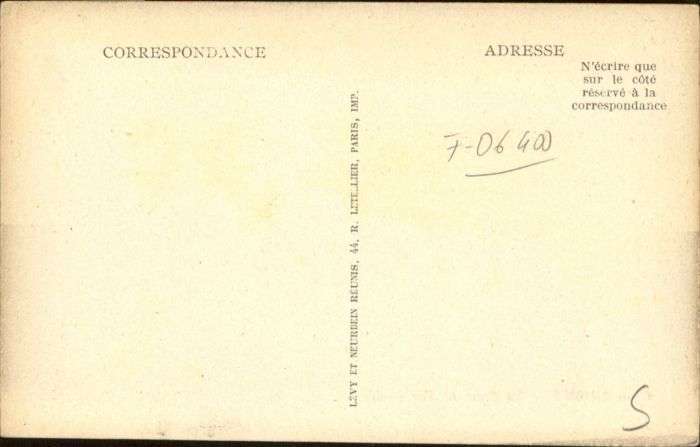 CORRESPONDANCE
ADRESSE
N'écrire que
sur le côté
réservé à la
correspondance
F-06400
LÉVY ET NEURDEIN RÉUNIS, 44, R. LETELLIER, PARIS, IMP.
S